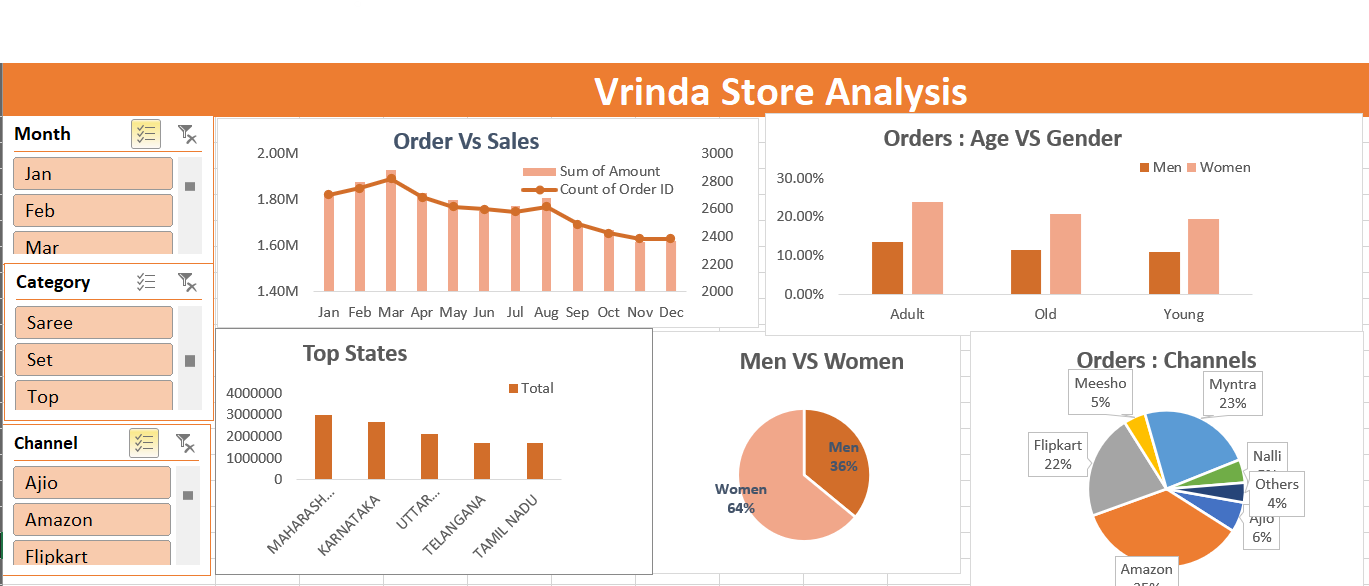 Vrinda Store Analysis
Month
Jan
Feb
Mar
Category
Saree
Set
Top
Channel
Ajio
Amazon
Flipkart
Order Vs Sales
2.00M
1.80M
1.60M
1.40M
3000
2800
2600
2400
2200
2000
Sum of Amount
Count of Order ID
Jan Feb Mar Apr May Jun Jul Aug Sep Oct Nov Dec
Orders : Age VS Gender
Men Women
30.00%
20.00%
10.00%
0.00%
Adult Old Young
Top States
Total
4000000
3000000
2000000
1000000
0
MAHARASH...
KARNATAKA
UTTAR...
TELANGANA
TAMIL NADU
Men VS Women
Men
36%
Women
64%
Orders : Channels
Meesho
5%
Myntra
23%
Flipkart
22%
Nalli
Others
4%
Ajio
6%
Amazon